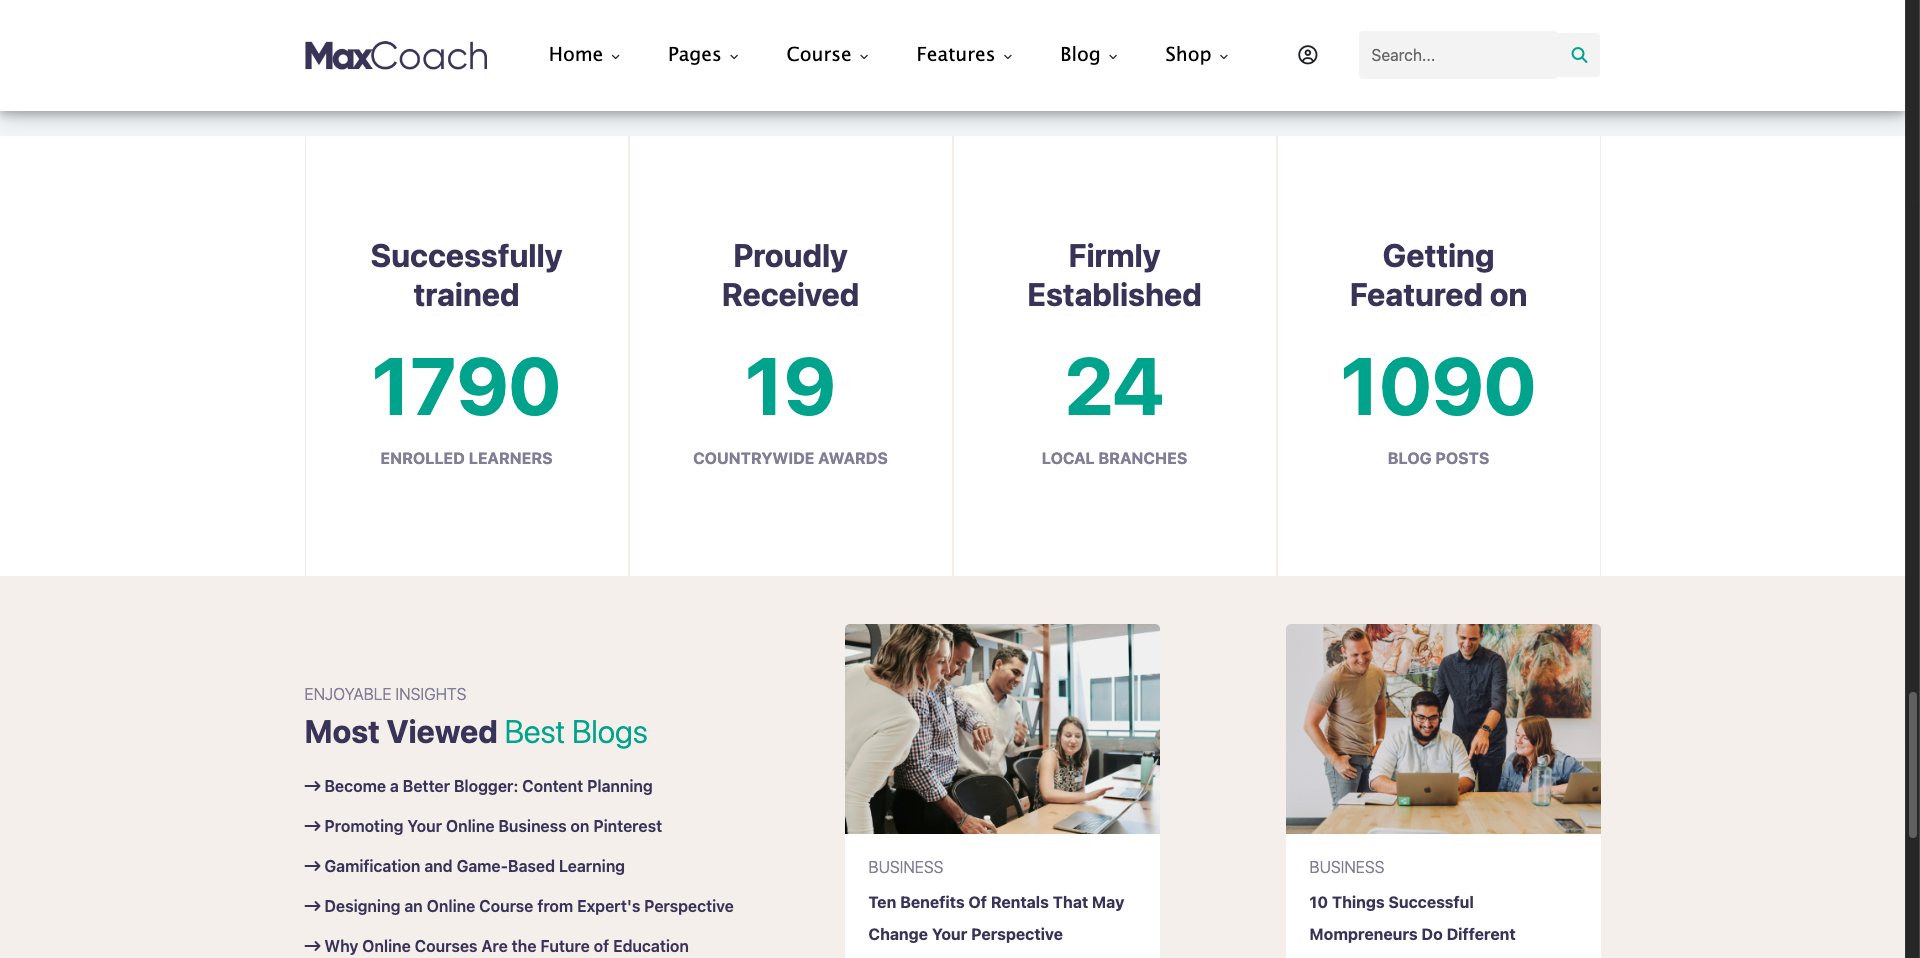 MaxCoach Home Pages Course Features Blog Shop Search...
Successfully
trained
1790
ENROLLED LEARNERS
Proudly
Received
19
COUNTRYWIDE AWARDS
Firmly
Established
24
LOCAL BRANCHES
Getting
Featured on
1090
BLOG POSTS
ENJOYABLE INSIGHTS
Most Viewed Best Blogs
→ Become a Better Blogger: Content Planning
→ Promoting Your Online Business on Pinterest
→ Gamification and Game-Based Learning
→ Designing an Online Course from Expert's Perspective
→ Why Online Courses Are the Future of Education
BUSINESS
Ten Benefits Of Rentals That May
Change Your Perspective
BUSINESS
10 Things Successful
Mompreneurs Do Different